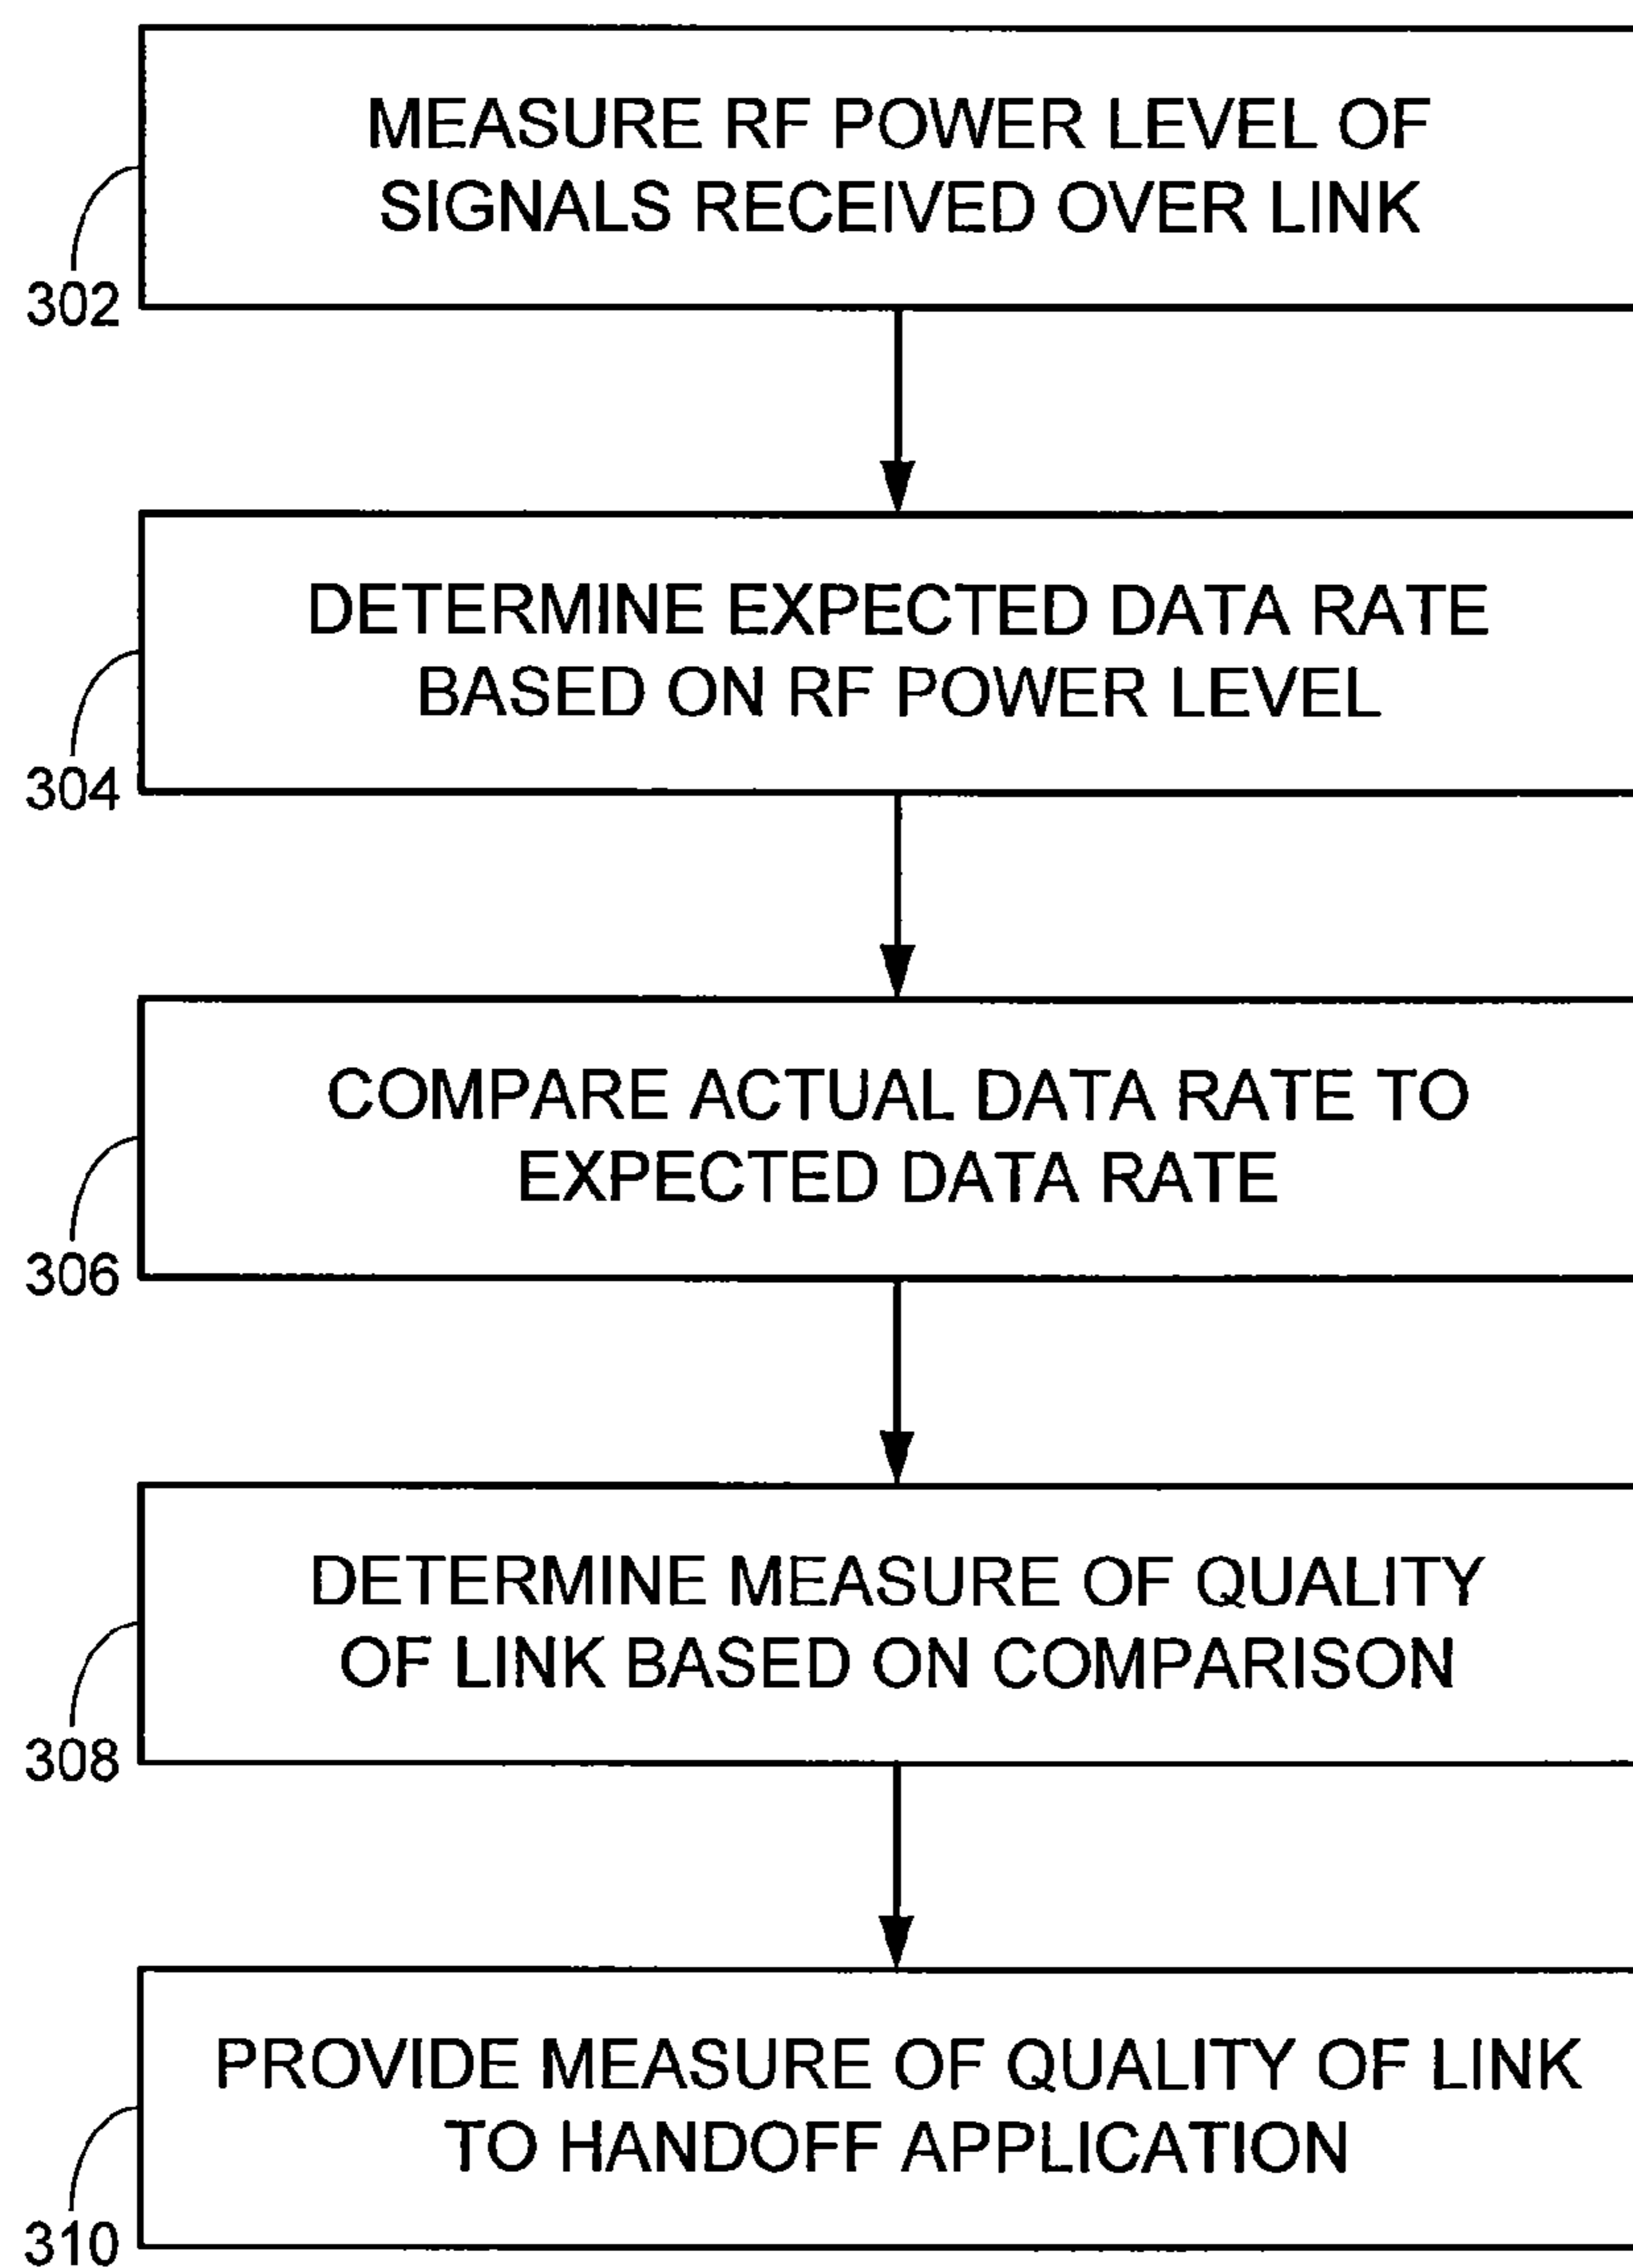 MEASURE RF POWER LEVEL OF
SIGNALS RECEIVED OVER LINK
302
DETERMINE EXPECTED DATA RATE
BASED ON RF POWER LEVEL
304
COMPARE ACTUAL DATA RATE TO
EXPECTED DATA RATE
306
DETERMINE MEASURE OF QUALITY
OF LINK BASED ON COMPARISON
308
PROVIDE MEASURE OF QUALITY OF LINK
TO HANDOFF APPLICATION
310